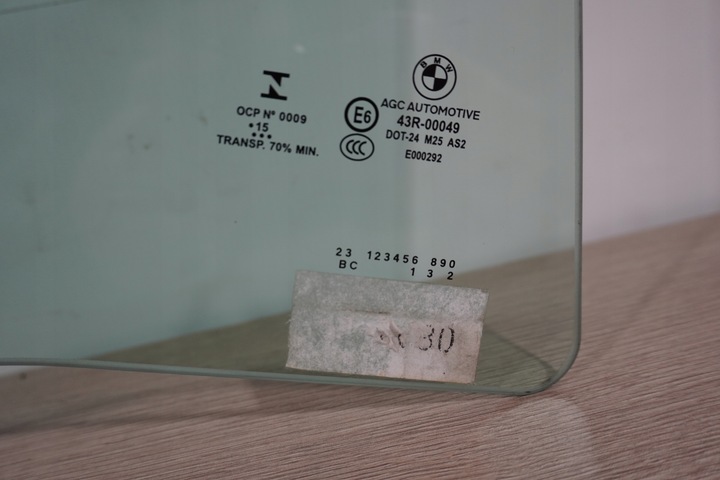 OCP Nº 0009
•15
•••
TRANSP. 70% MIN.
BMW
AGC AUTOMOTIVE
E6
43R-00049
DOT-24 M25 AS2
CCC
E000292
23 123456 890
BC 1 3 2
30